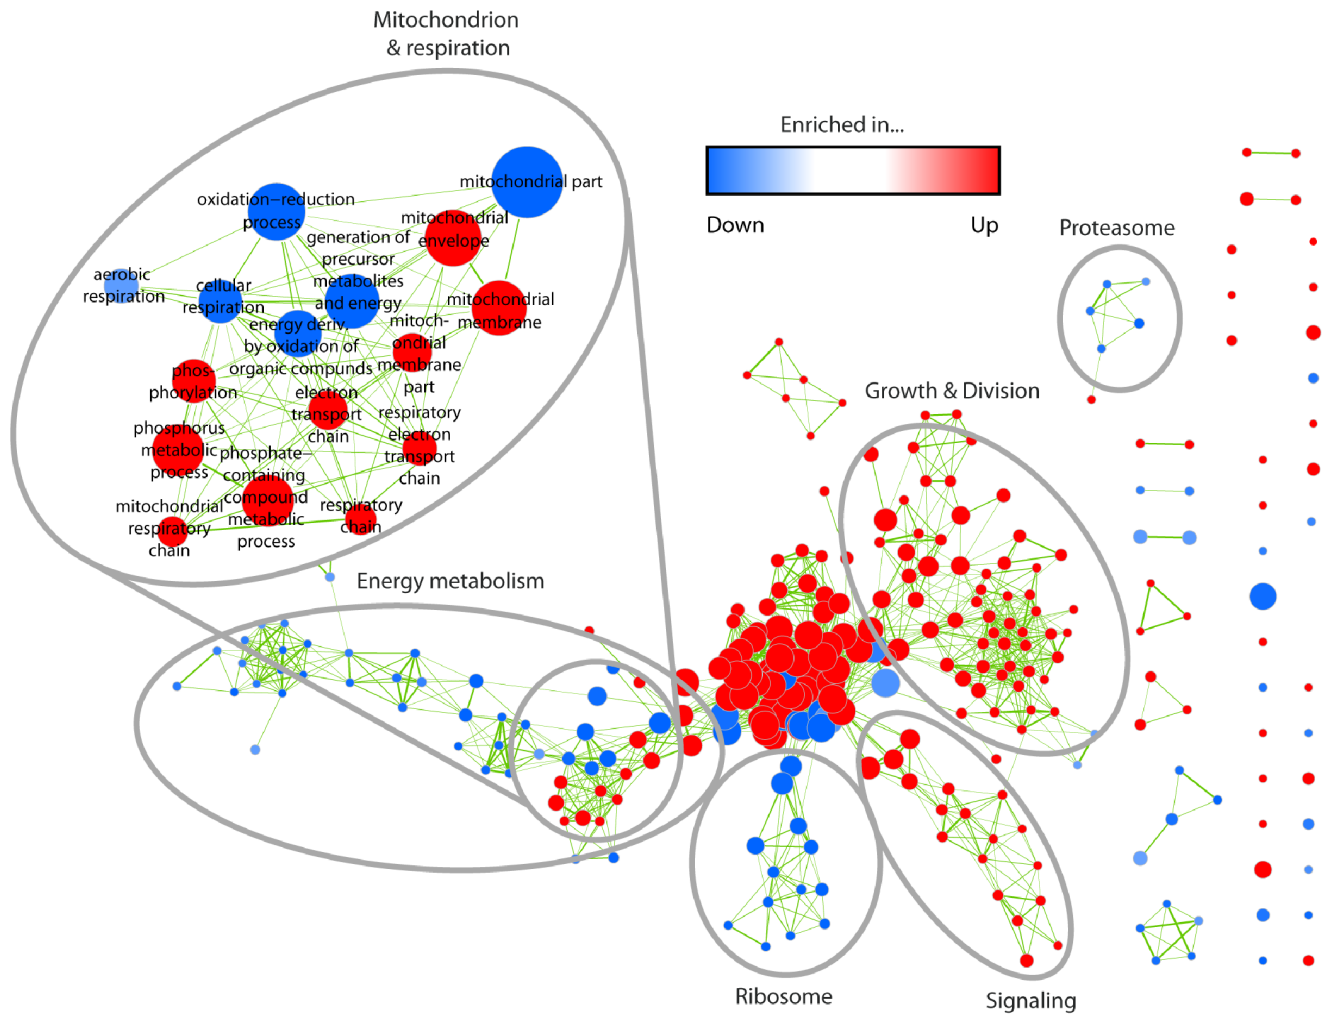 Mitochondrion
& respiration
Enriched in...
Down
Up
mitochondrial part
oxidation−reduction
process
mitochondrial
envelope
generation of
precursor
metabolites
and energy
aerobic
respiration
cellular
respiration
mitochondrial
membrane
energy deriv.
by oxidation of
organic compunds
mitoch-
ondrial
membrane
part
phos-
phorylation
electron
transport
chain
respiratory
electron
transport
chain
phosphorus
metabolic
process
phosphate−
containing
compound
metabolic
process
mitochondrial
respiratory
chain
respiratory
chain
Proteasome
Growth & Division
Energy metabolism
Ribosome
Signaling